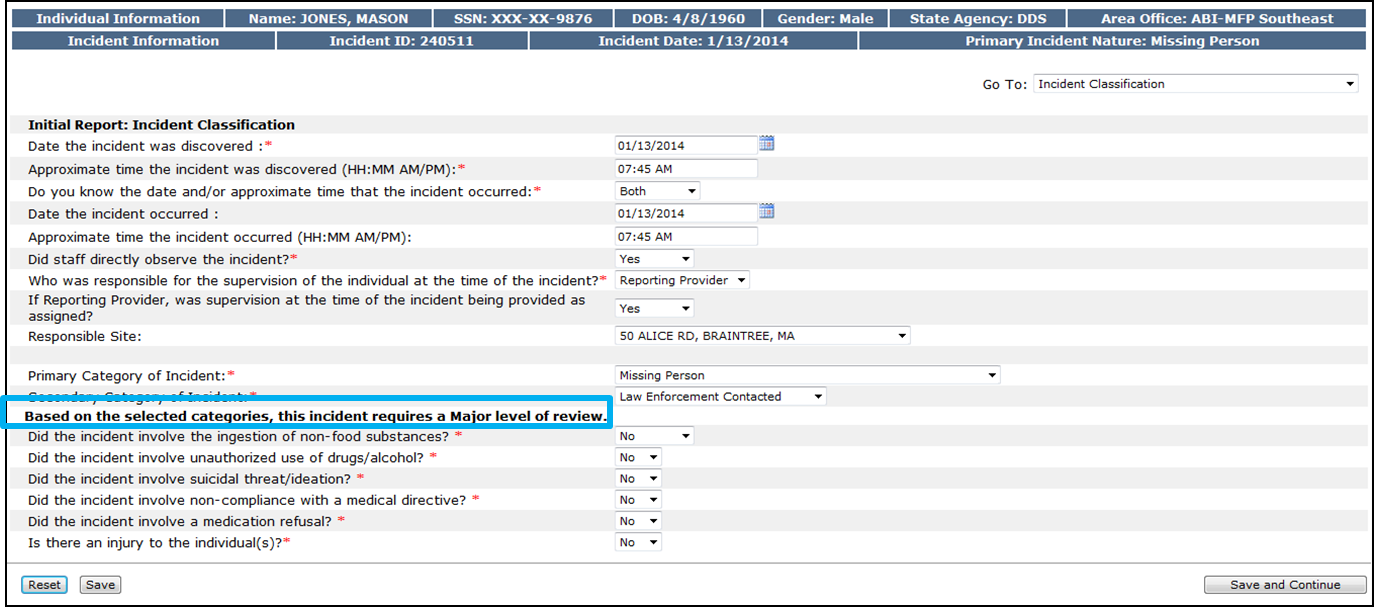 Individual Information Name: JONES, MASON SSN: XXX-XX-9876 DOB: 4/8/1960 Gender: Male State Agency: DDS Area Office: ABI-MFP Southeast
Incident Information Incident ID: 240511 Incident Date: 1/13/2014 Primary Incident Nature: Missing Person
Go To: Incident Classification
Initial Report: Incident Classification
Date the incident was discovered :* 01/13/2014
Approximate time the incident was discovered (HH:MM AM/PM):* 07:45 AM
Do you know the date and/or approximate time that the incident occurred:* Both
Date the incident occurred : 01/13/2014
Approximate time the incident occurred (HH:MM AM/PM): 07:45 AM
Did staff directly observe the incident?* Yes
Who was responsible for the supervision of the individual at the time of the incident?* Reporting Provider
If Reporting Provider, was supervision at the time of the incident being provided as
assigned? Yes
Responsible Site: 50 ALICE RD, BRAINTREE, MA
Primary Category of Incident:* Missing Person
Secondary Category of Incident:* Law Enforcement Contacted
Based on the selected categories, this incident requires a Major level of review.
Did the incident involve the ingestion of non-food substances? * No
Did the incident involve unauthorized use of drugs/alcohol? * No
Did the incident involve suicidal threat/ideation? * No
Did the incident involve non-compliance with a medical directive? * No
Did the incident involve a medication refusal? * No
Is there an injury to the individual(s)?* No
Reset Save Save and Continue